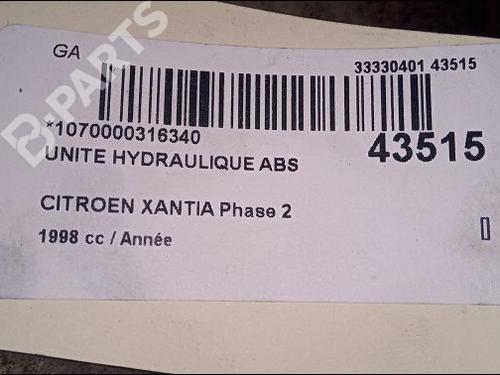 GA
33330401 43515
B-PARTS
*1070000316340
43515
UNITE HYDRAULIQUE ABS
CITROEN XANTIA Phase 2
1998 cc / Année